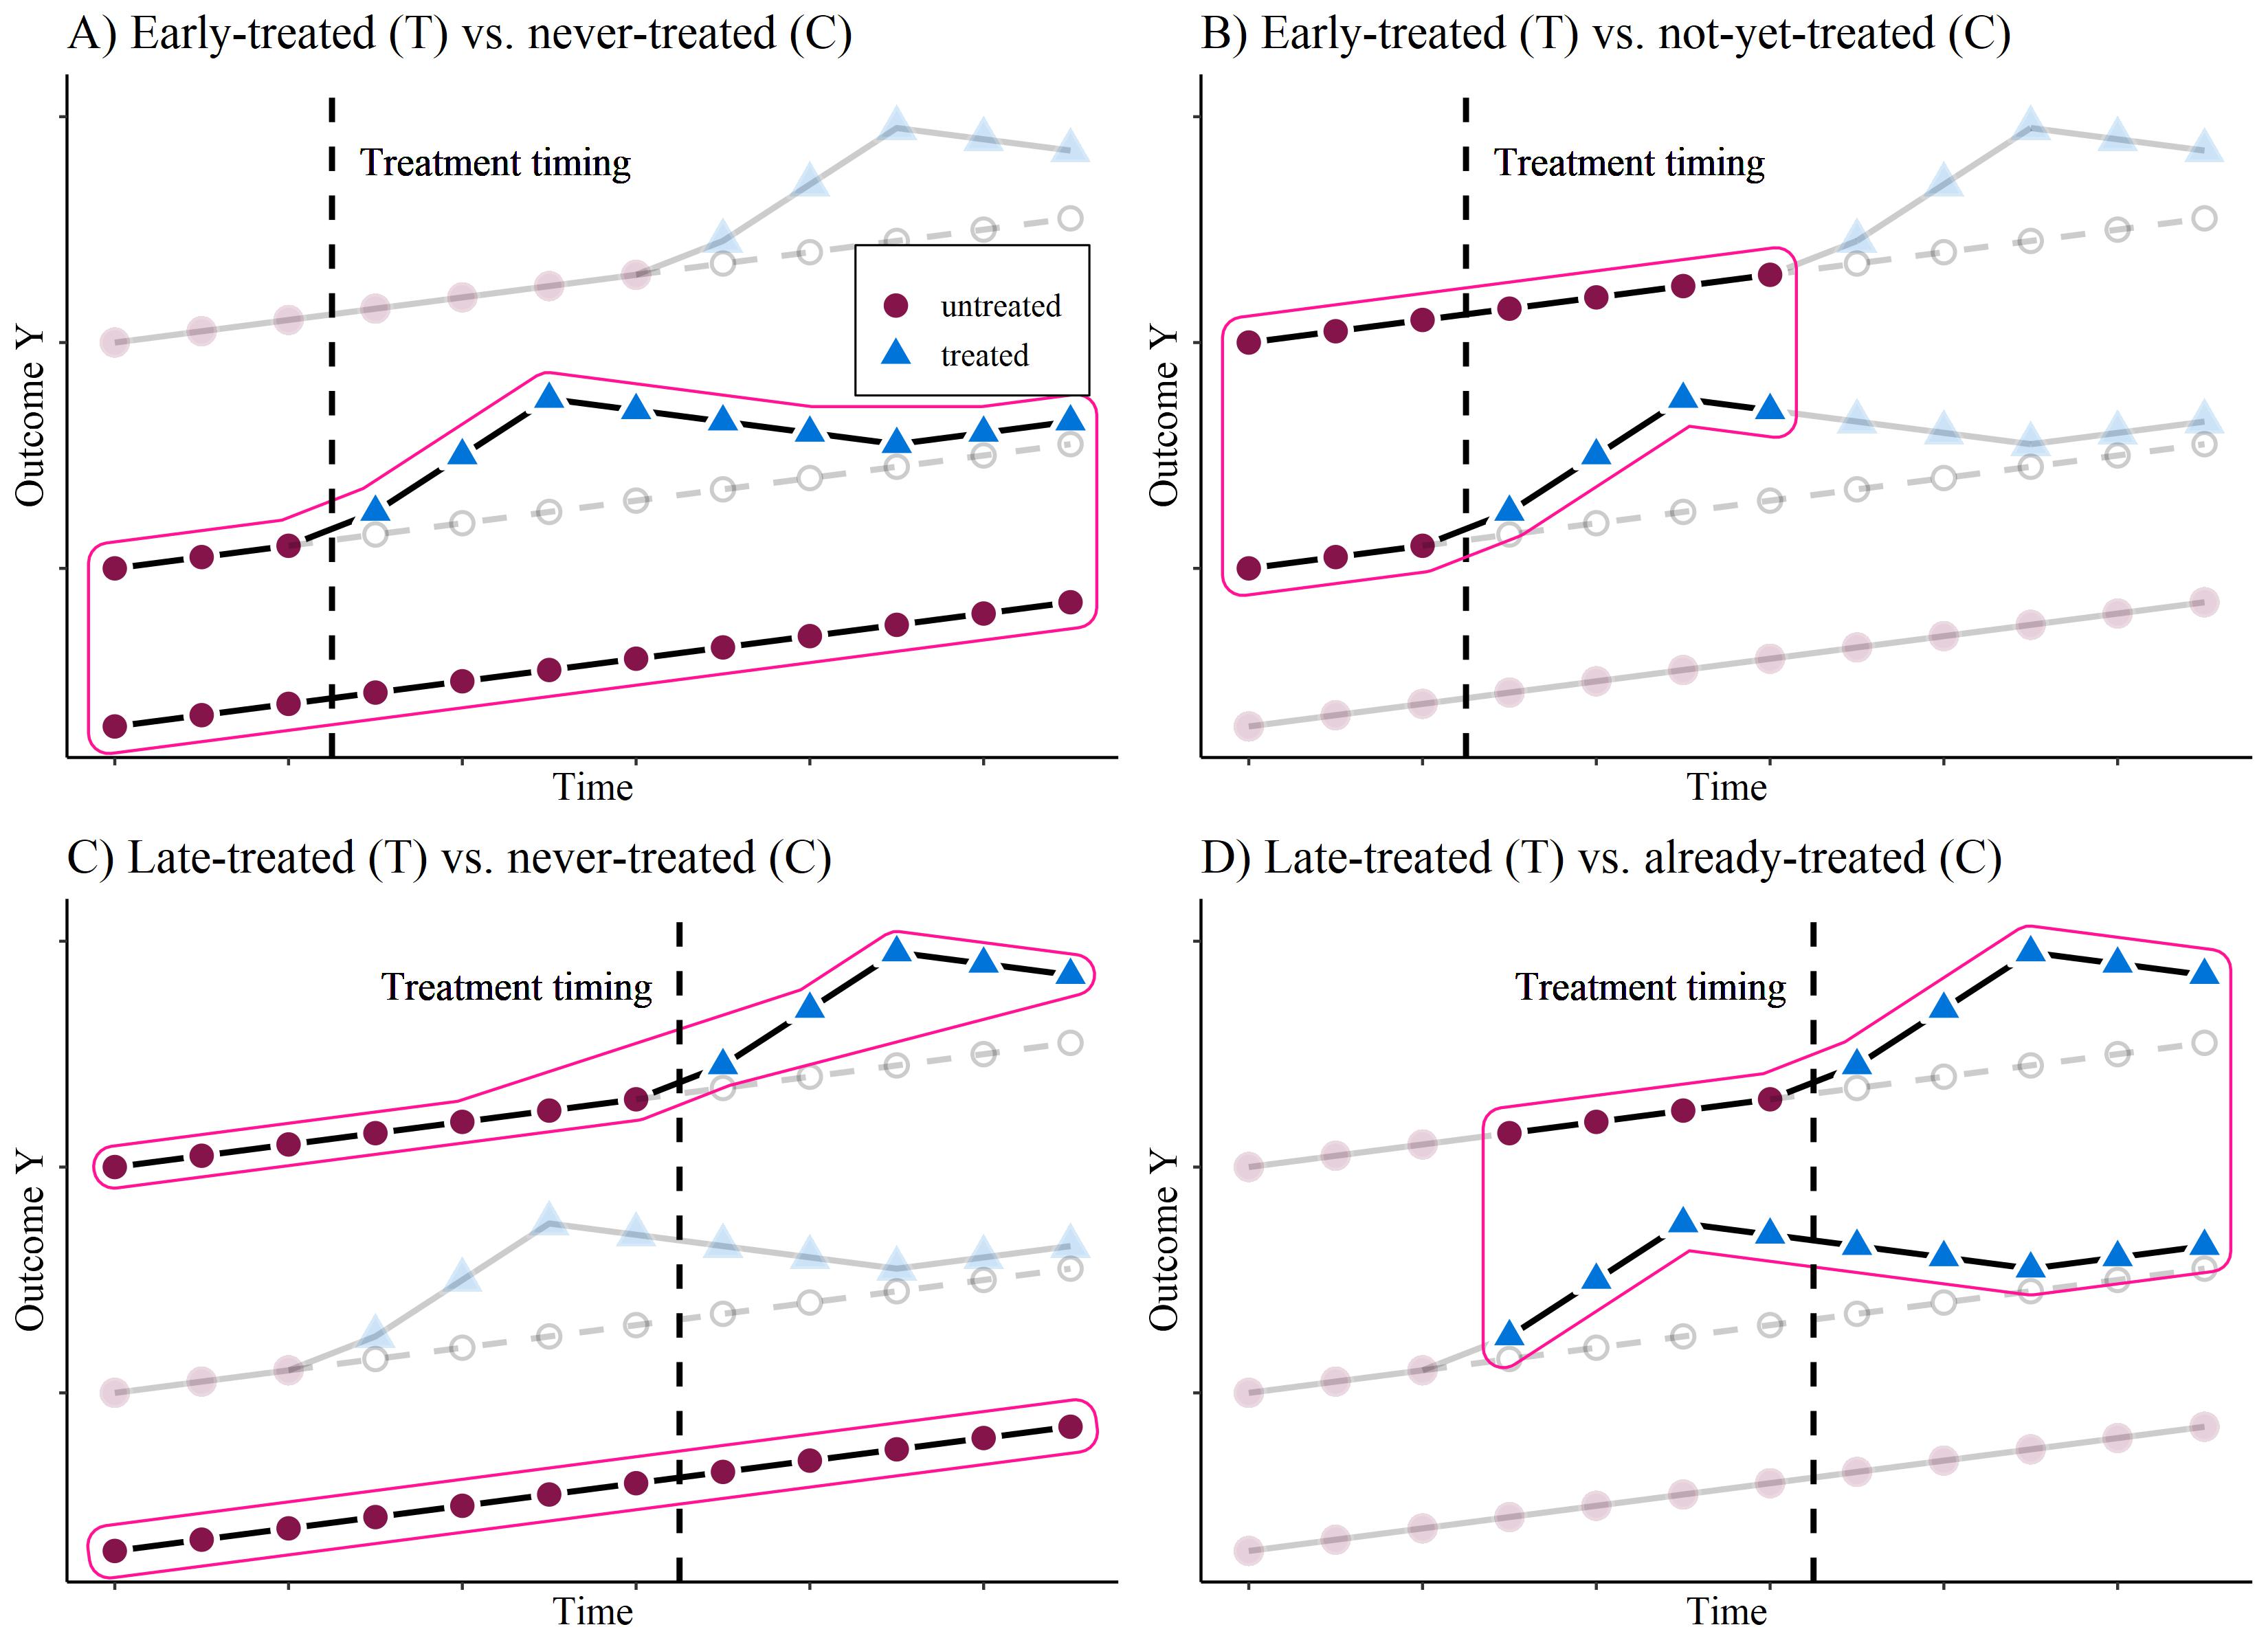 A) Early-treated (T) vs. never-treated (C)
Treatment timing
untreated
treated
Outcome Y
Time
B) Early-treated (T) vs. not-yet-treated (C)
Treatment timing
Outcome Y
Time
C) Late-treated (T) vs. never-treated (C)
Treatment timing
Outcome Y
Time
D) Late-treated (T) vs. already-treated (C)
Treatment timing
Outcome Y
Time